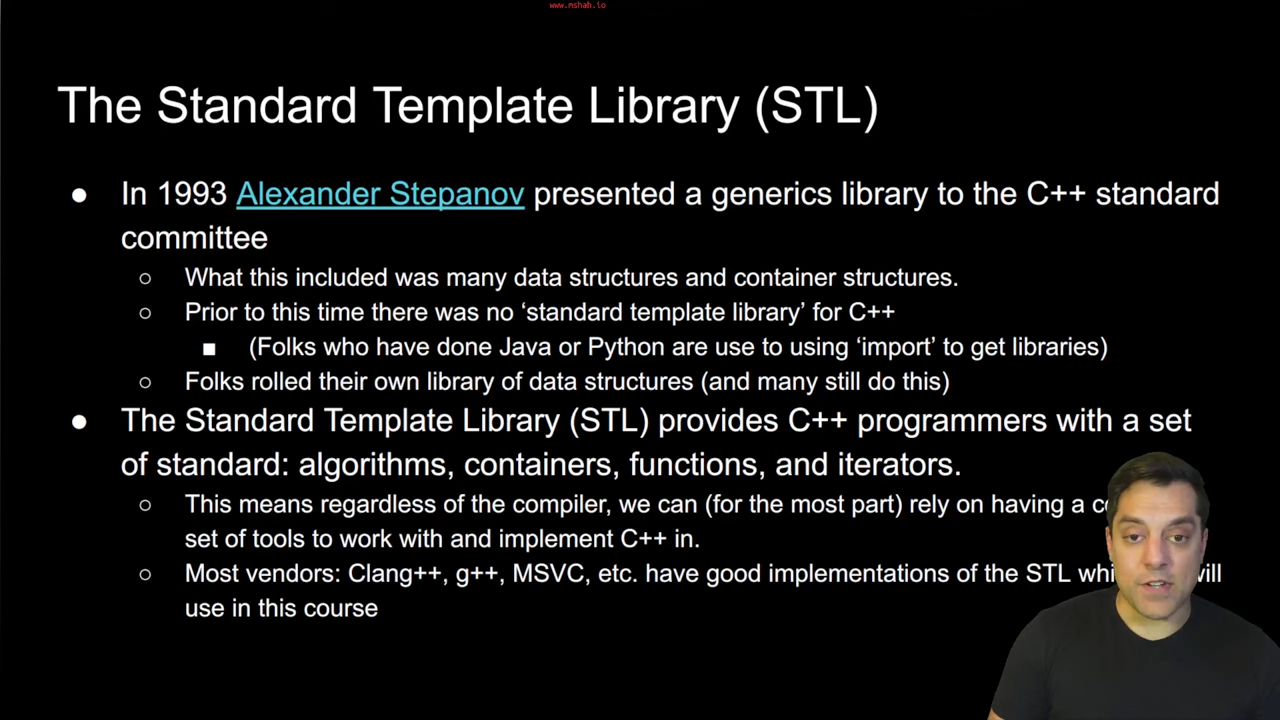 www.mshah.io
The Standard Template Library (STL)
● In 1993 Alexander Stepanov presented a generics library to the C++ standard
committee
○ What this included was many data structures and container structures.
○ Prior to this time there was no ‘standard template library’ for C++
■ (Folks who have done Java or Python are use to using ‘import’ to get libraries)
○ Folks rolled their own library of data structures (and many still do this)
● The Standard Template Library (STL) provides C++ programmers with a set
of standard: algorithms, containers, functions, and iterators.
○ This means regardless of the compiler, we can (for the most part) rely on having a
set of tools to work with and implement C++ in.
○ Most vendors: Clang++, g++, MSVC, etc. have good implementations of the STL
use in this course